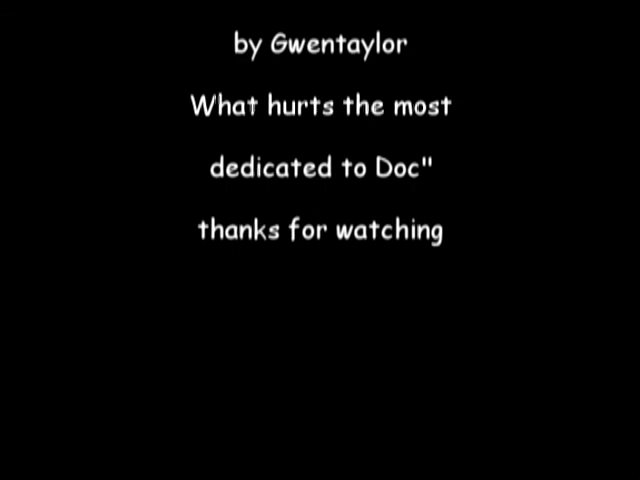 by Gwentaylor
What hurts the most
dedicated to Doc"
thanks for watching